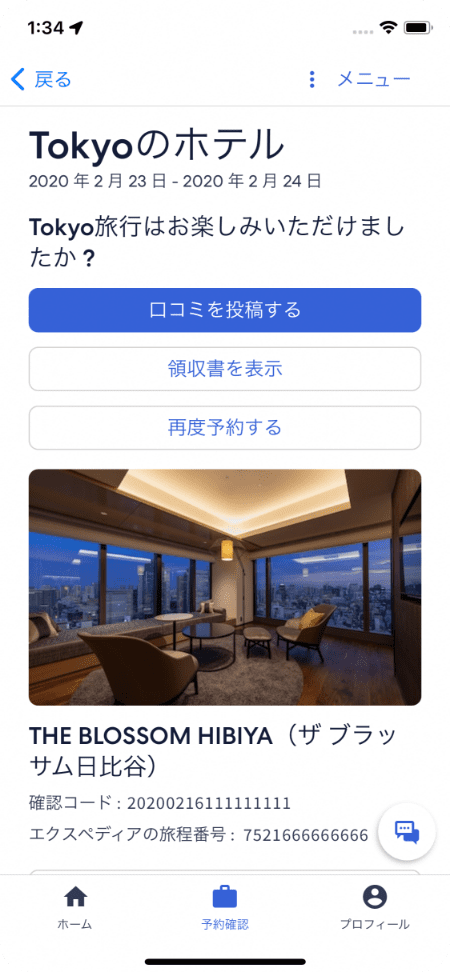 1:34
戻る
メニュー
Tokyoのホテル
2020 年 2 月 23 日 - 2020 年 2 月 24 日
Tokyo旅行はお楽しみいただけまし
たか ?
口コミを投稿する
領収書を表示
再度予約する
THE BLOSSOM HIBIYA（ザ ブラッ
サム日比谷）
確認コード : 20200216111111111
エクスペディアの旅程番号 : 7521666666666
ホーム
予約確認
プロフィール